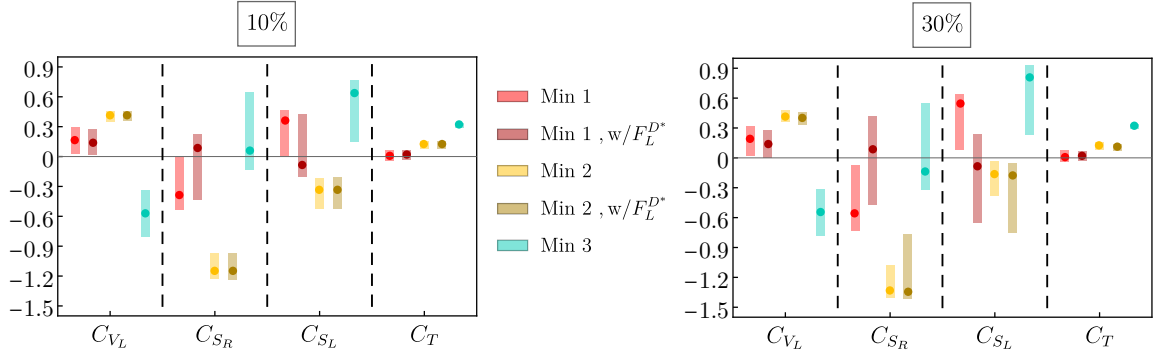 10%
0.9
0.6
0.3
0
−0.3
−0.6
−0.9
−1.2
−1.5
C_{V_L} C_{S_R} C_{S_L} C_T
Min 1
Min 1 , w/F_L^{D*}
Min 2
Min 2 , w/F_L^{D*}
Min 3
30%
0.9
0.6
0.3
0
−0.3
−0.6
−0.9
−1.2
−1.5
C_{V_L} C_{S_R} C_{S_L} C_T